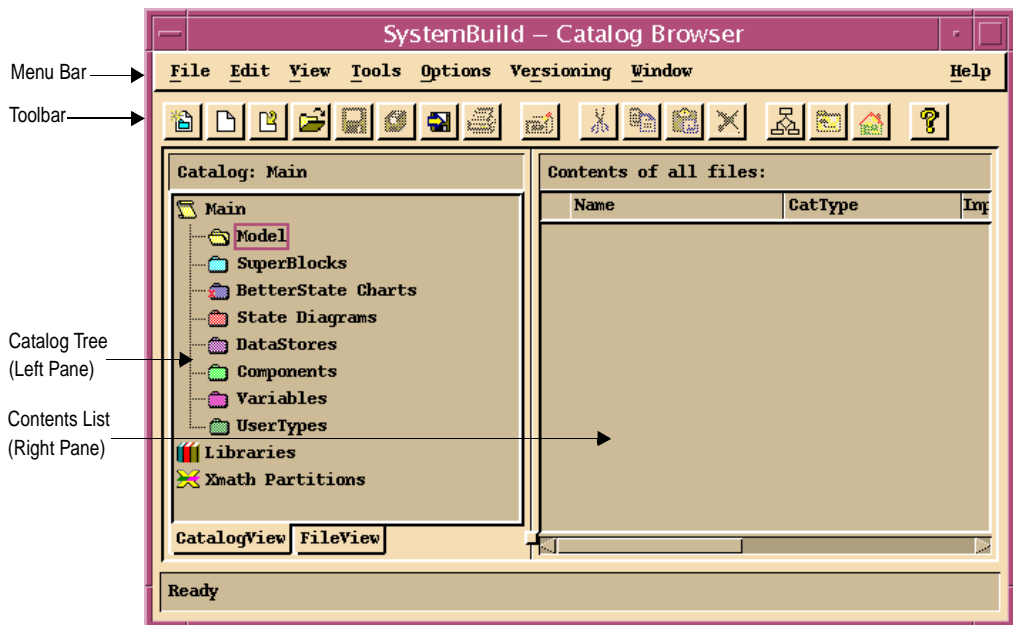 SystemBuild – Catalog Browser
Menu Bar
File Edit View Tools Options Versioning Window Help
Toolbar
Catalog: Main
Contents of all files:
Name CatType Inp
Main
Model
SuperBlocks
BetterState Charts
State Diagrams
DataStores
Components
Variables
UserTypes
Libraries
Xmath Partitions
Catalog Tree
(Left Pane)
Contents List
(Right Pane)
CatalogView FileView
Ready